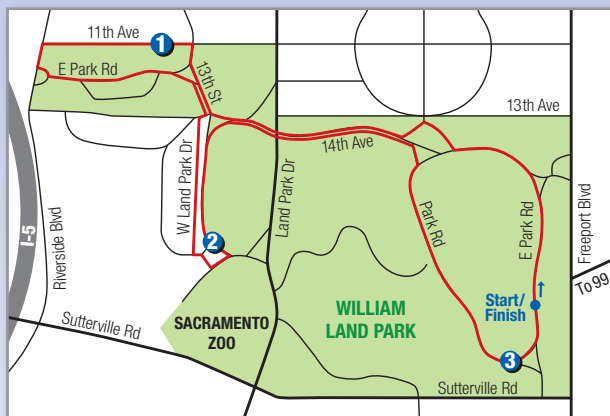 11th Ave
1
E Park Rd
13th St
13th Ave
14th Ave
W Land Park Dr
Land Park Dr
Park Rd
E Park Rd
Freeport Blvd
I-5
Riverside Blvd
2
To 99
Start/
Finish
SACRAMENTO
ZOO
WILLIAM
LAND PARK
3
Sutterville Rd
Sutterville Rd